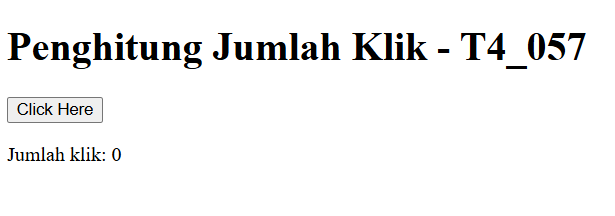 Penghitung Jumlah Klik - T4_057
Click Here
Jumlah klik: 0